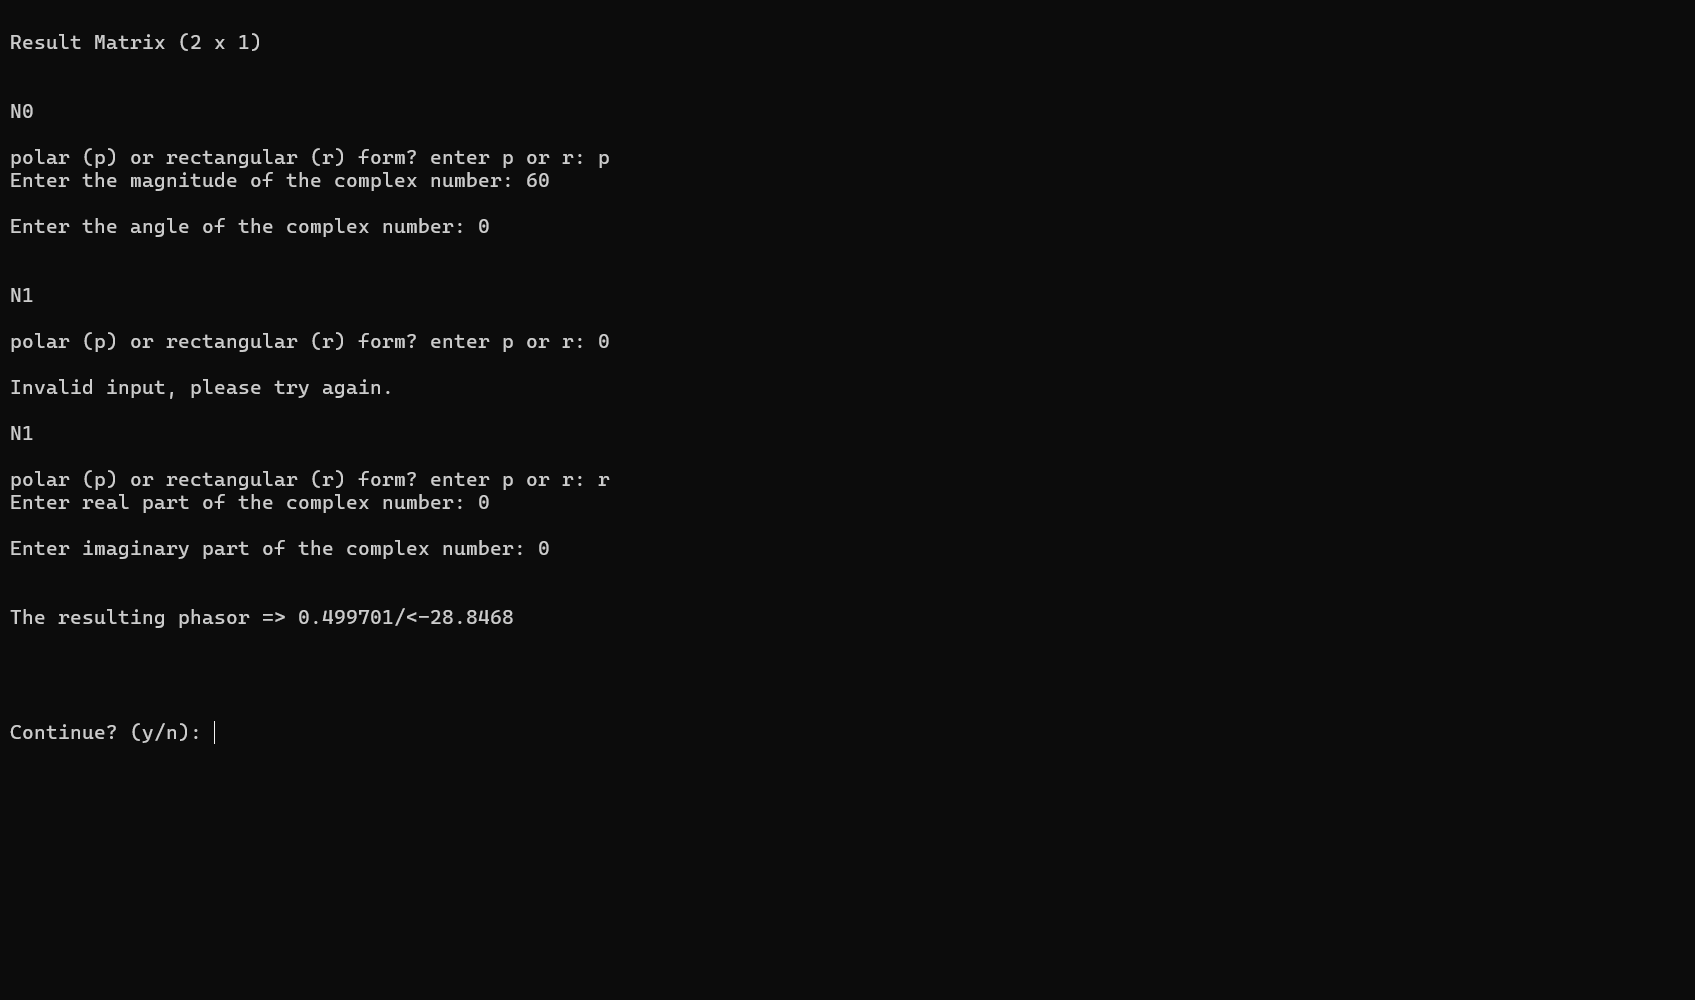 Result Matrix (2 x 1)
N0
polar (p) or rectangular (r) form? enter p or r: p
Enter the magnitude of the complex number: 60
Enter the angle of the complex number: 0
N1
polar (p) or rectangular (r) form? enter p or r: 0
Invalid input, please try again.
N1
polar (p) or rectangular (r) form? enter p or r: r
Enter real part of the complex number: 0
Enter imaginary part of the complex number: 0
The resulting phasor => 0.499701/<-28.8468
Continue? (y/n):